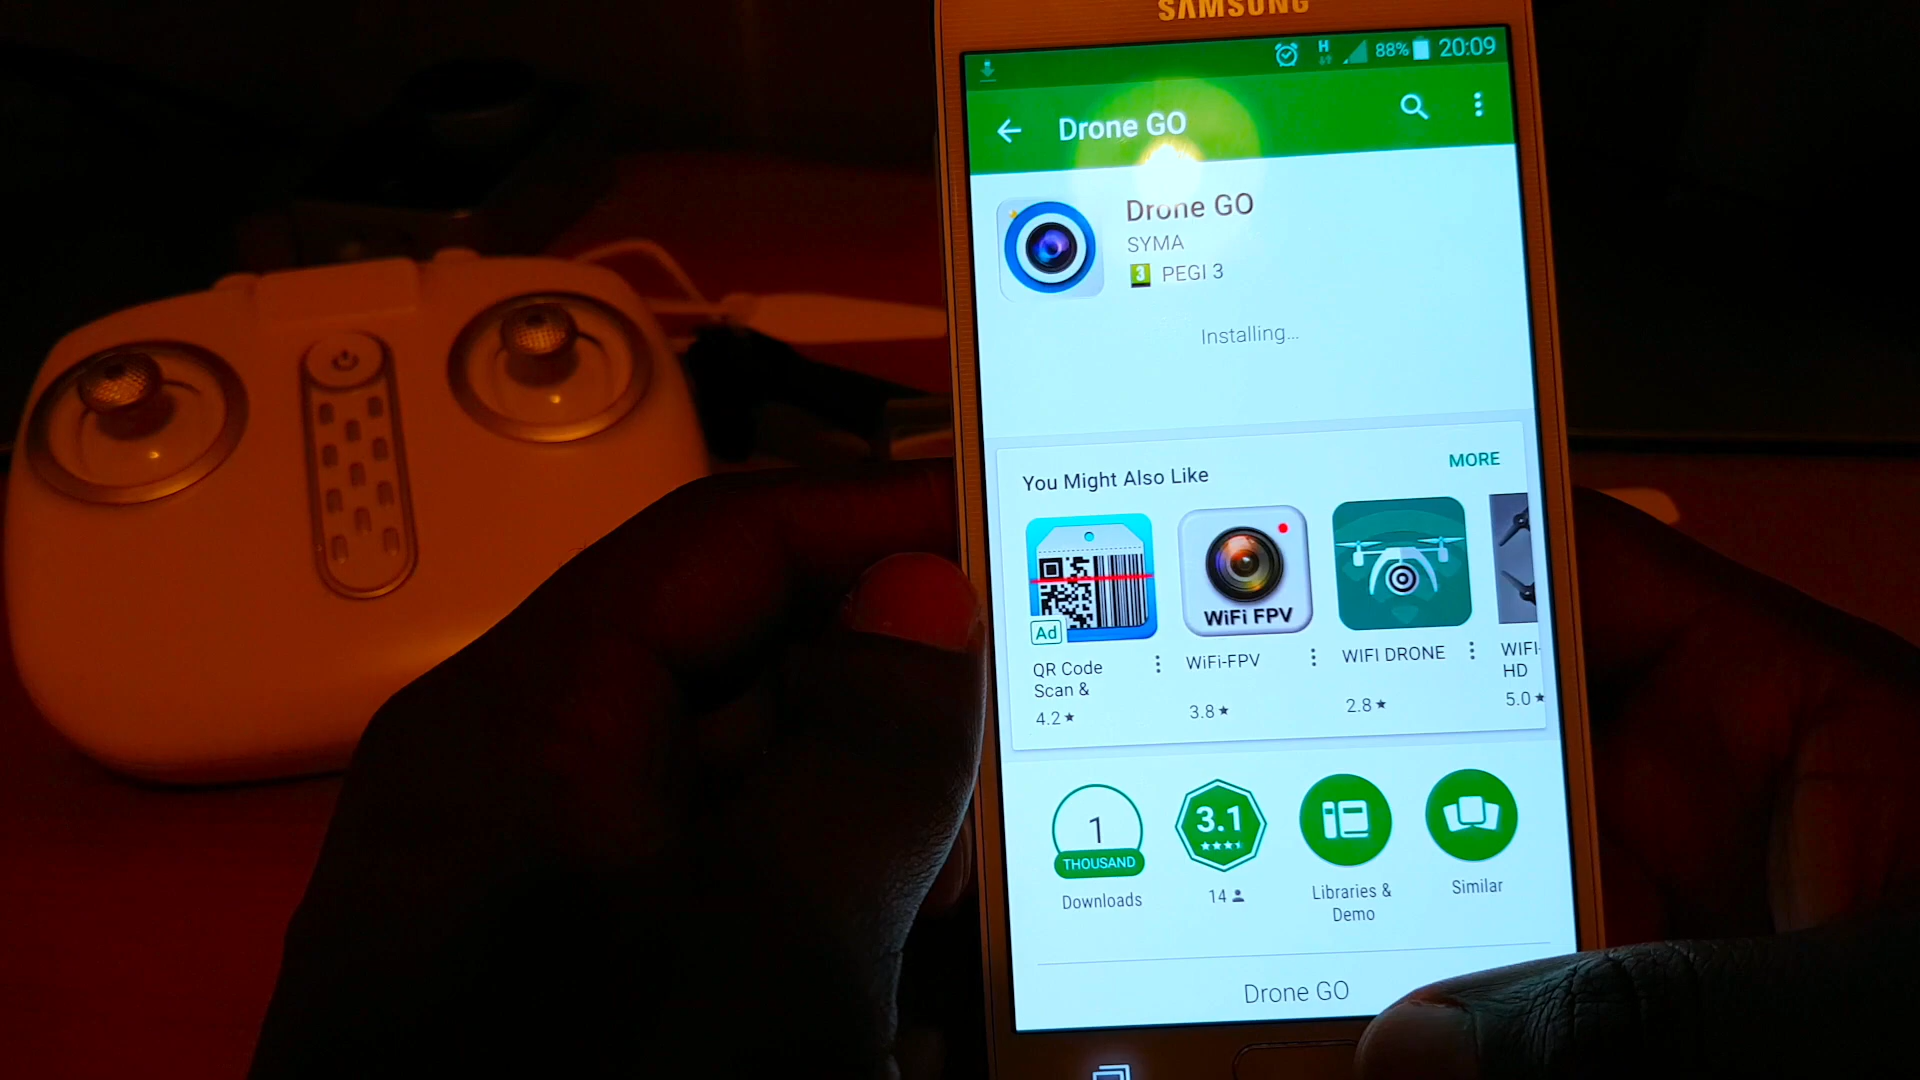 SAMSUNG
H 88% 20:09
Drone GO
Drone GO
SYMA
3 PEGI 3
Installing...
You Might Also Like
MORE
WiFi FPV
Ad
QR Code
Scan &
4.2★
WiFi-FPV
3.8★
WIFI DRONE
2.8★
WIFI-
HD
5.0★
1
THOUSAND
Downloads
3.1
14
Libraries &
Demo
Similar
Drone GO